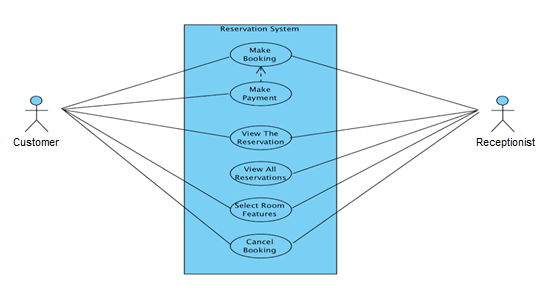 Reservation System
Make
Booking
Make
Payment
Customer
Receptionist
View The
Reservation
View All
Reservations
Select Room
Features
Cancel
Booking